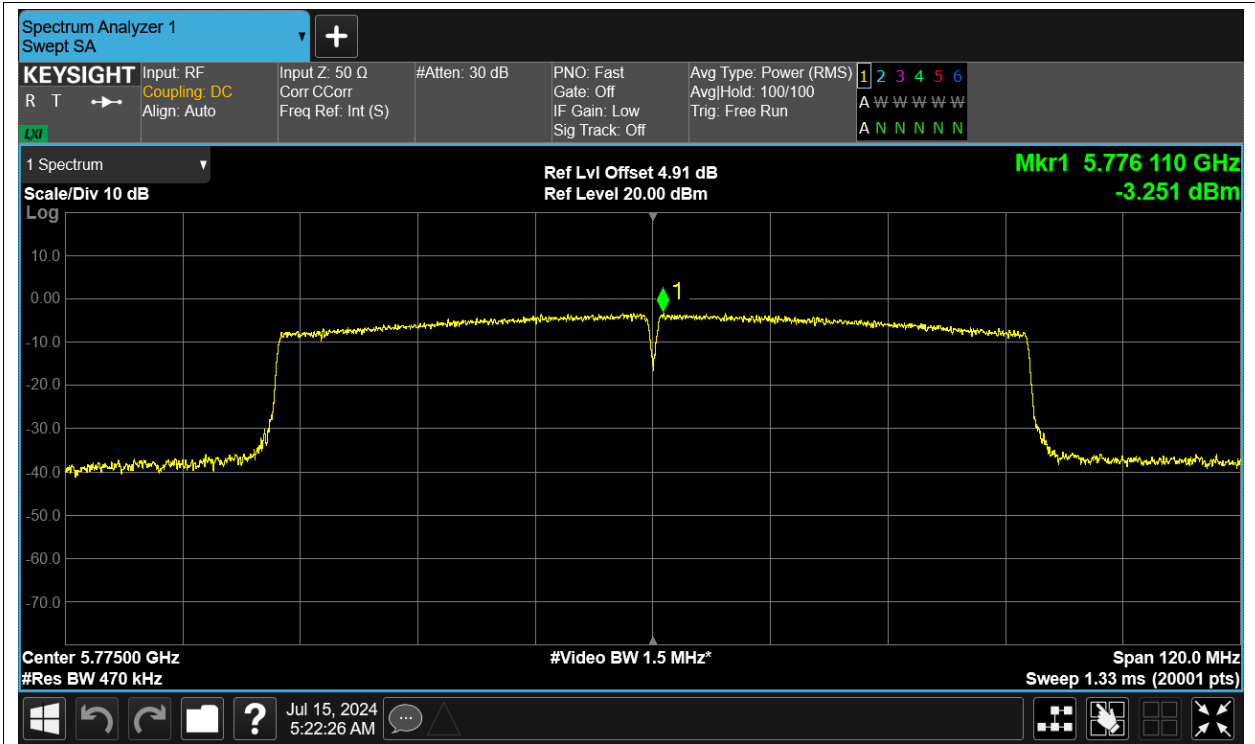 Spectrum Analyzer 1
Swept SA
KEYSIGHT
R T
LXI
Input: RF
Coupling: DC
Align: Auto
Input Z: 50 Ω
Corr CCorr
Freq Ref: Int (S)
#Atten: 30 dB
PNO: Fast
Gate: Off
IF Gain: Low
Sig Track: Off
Avg Type: Power (RMS)
Avg|Hold: 100/100
Trig: Free Run
1 2 3 4 5 6
A W W W W W
A N N N N N
1 Spectrum
Scale/Div 10 dB
Log
Ref Lvl Offset 4.91 dB
Ref Level 20.00 dBm
Mkr1 5.776 110 GHz
-3.251 dBm
10.0
0.00
1
-10.0
-20.0
-30.0
-40.0
-50.0
-60.0
-70.0
Center 5.77500 GHz
#Res BW 470 kHz
#Video BW 1.5 MHz*
Span 120.0 MHz
Sweep 1.33 ms (20001 pts)
?
Jul 15, 2024
5:22:26 AM